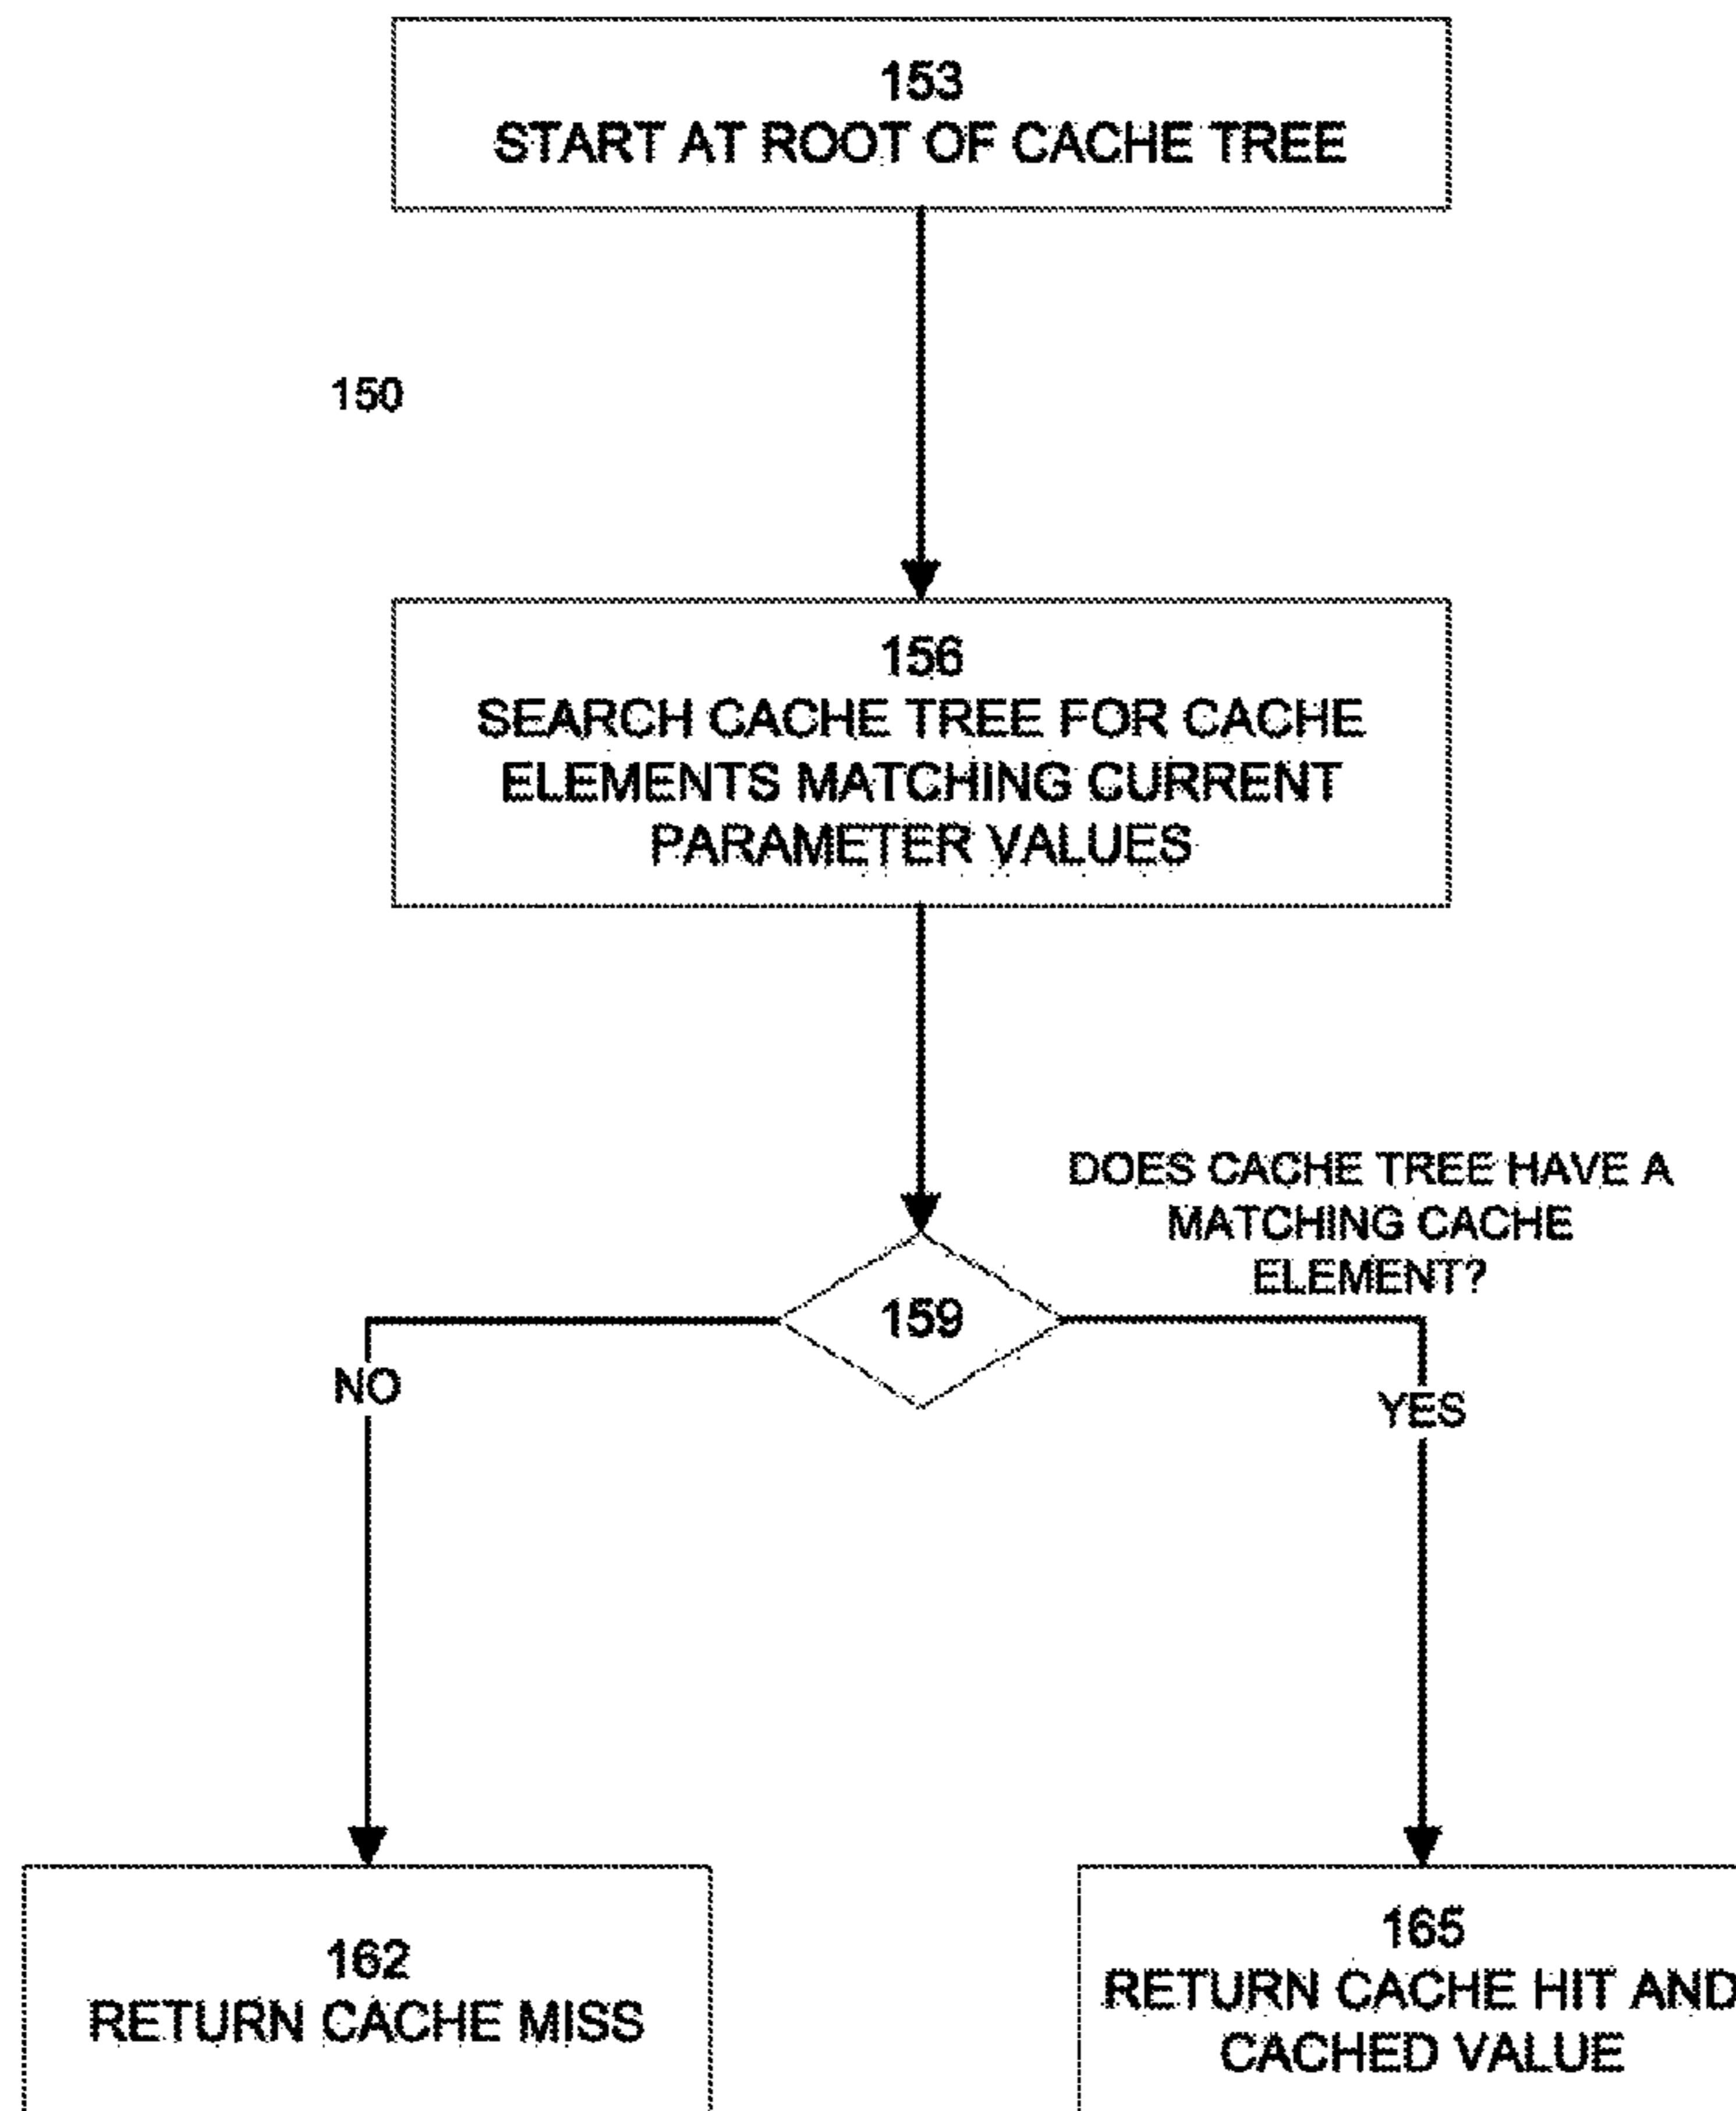 153
START AT ROOT OF CACHE TREE
150
156
SEARCH CACHE TREE FOR CACHE
ELEMENTS MATCHING CURRENT
PARAMETER VALUES
DOES CACHE TREE HAVE A
MATCHING CACHE
ELEMENT?
159
NO
YES
162
RETURN CACHE MISS
165
RETURN CACHE HIT AND
CACHED VALUE